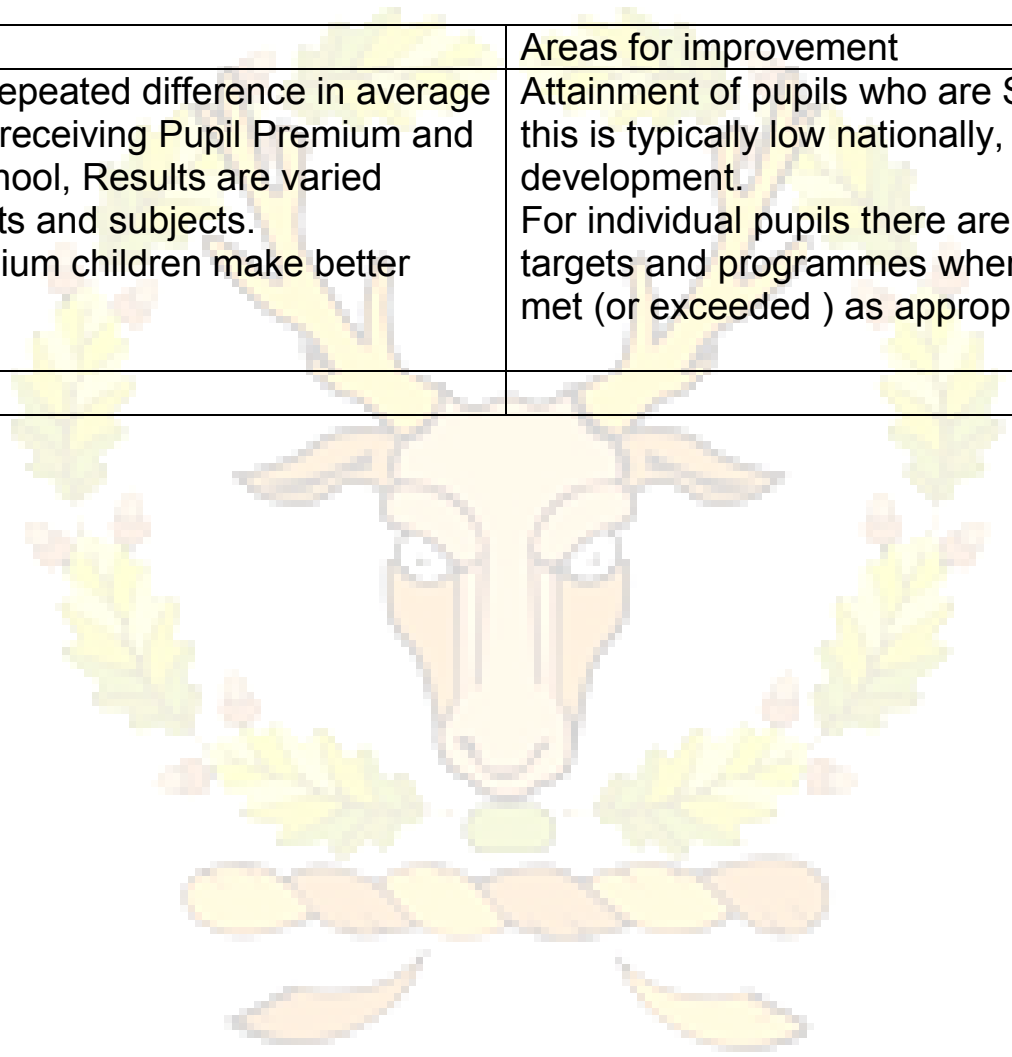 Areas for improvement
epeated difference in average
receiving Pupil Premium and
hool, Results are varied
ts and subjects.
ium children make better
Attainment of pupils who are S
this is typically low nationally,
development.
For individual pupils there are
targets and programmes wher
met (or exceeded ) as approp